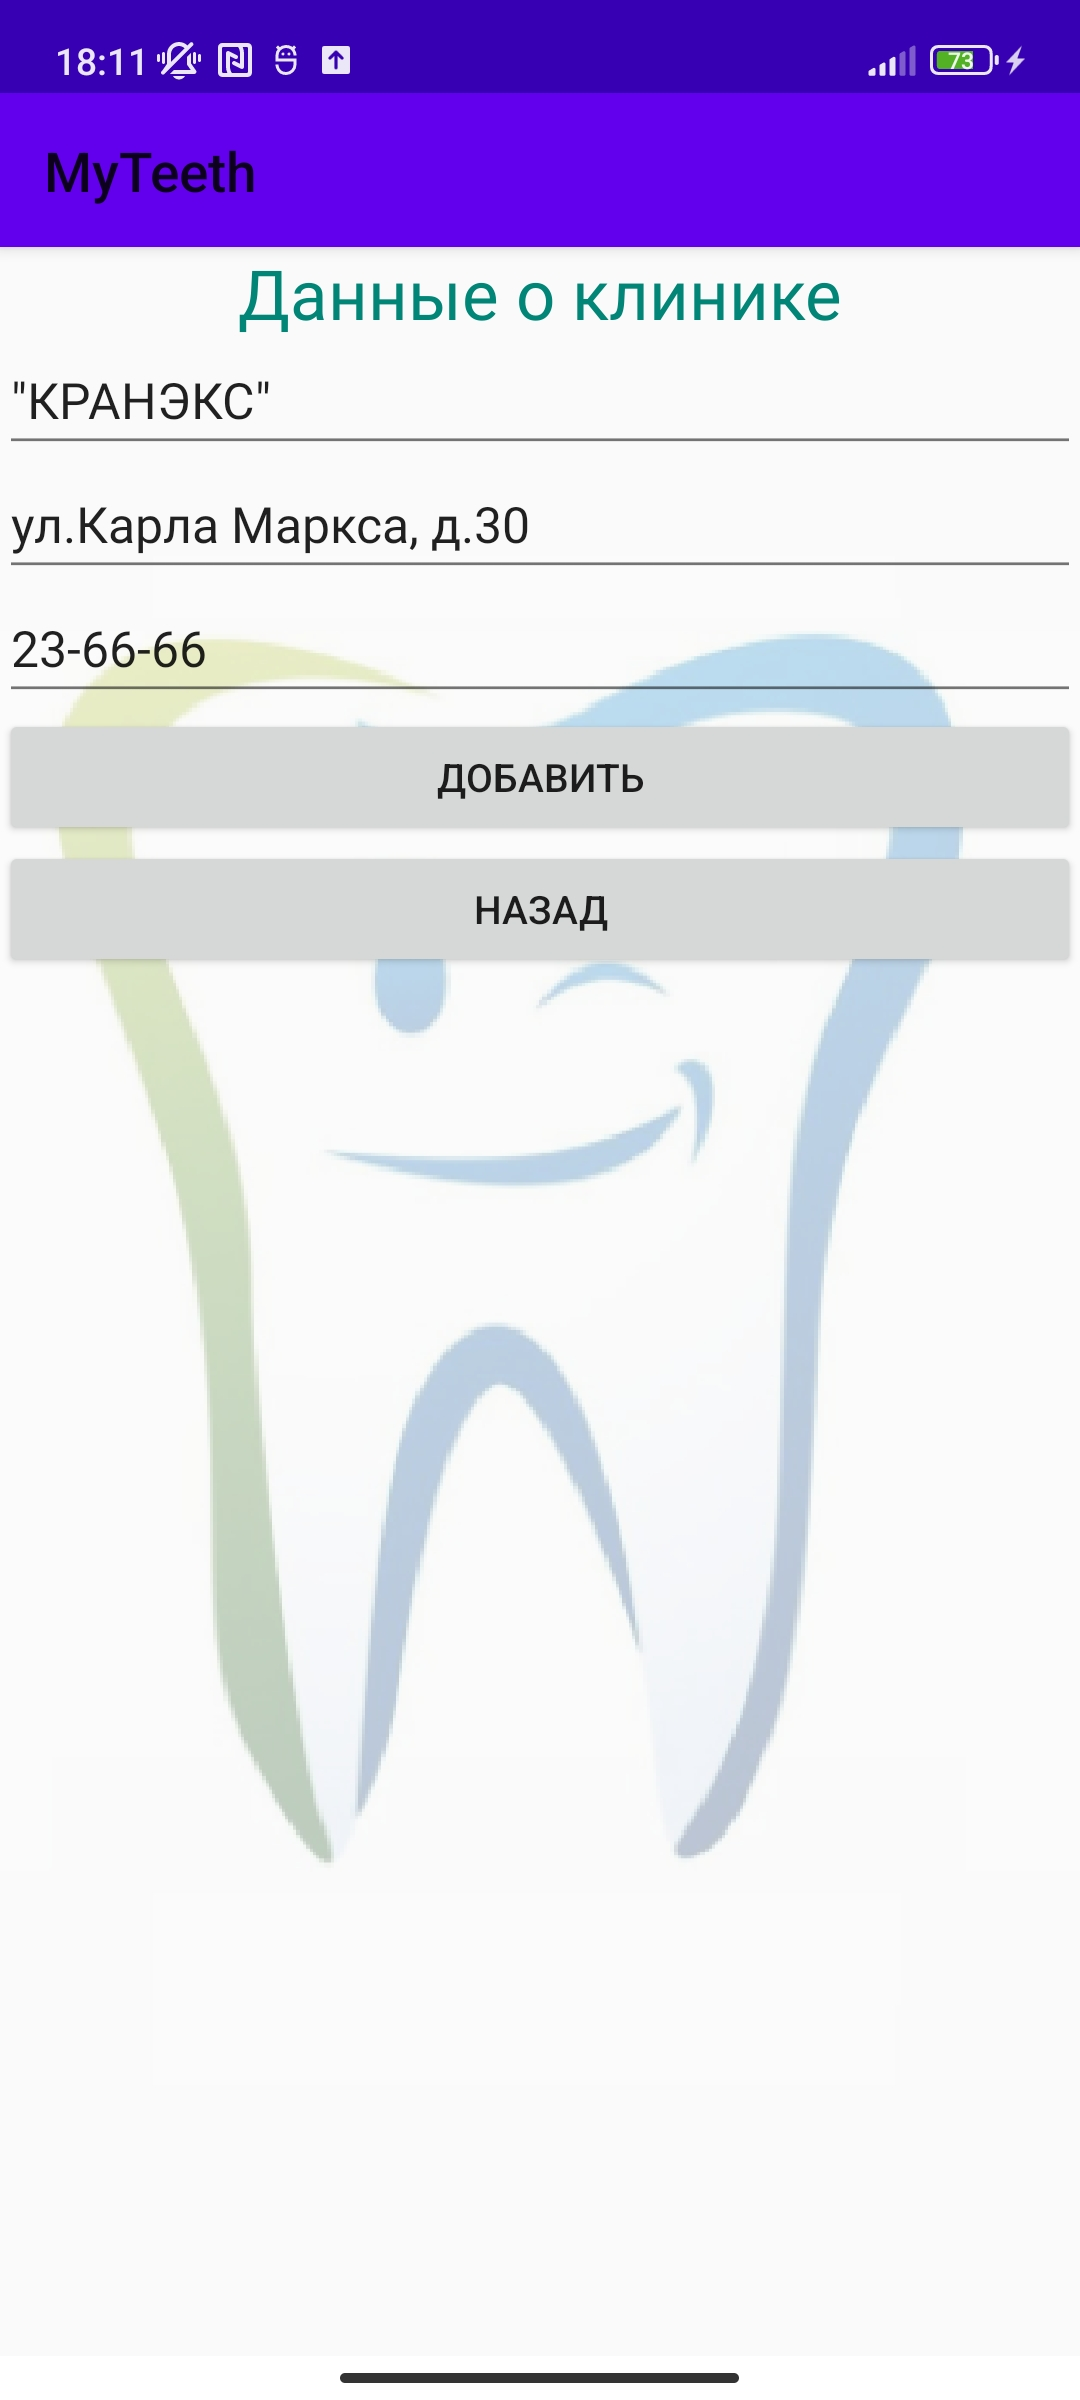 18:11
73
MyTeeth
Данные о клинике
"КРАНЭКС"
ул.Карла Маркса, д.30
23-66-66
ДОБАВИТЬ
НАЗАД